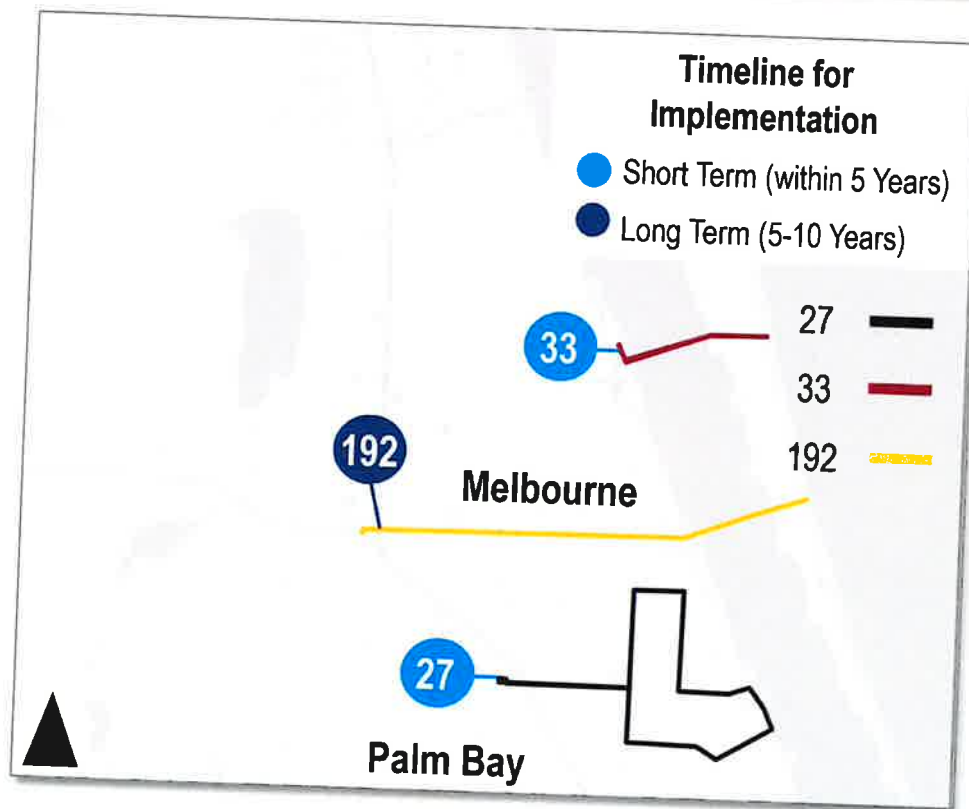 Timeline for
Implementation
Short Term (within 5 Years)
Long Term (5-10 Years)
27
33
192
33
192
Melbourne
27
Palm Bay